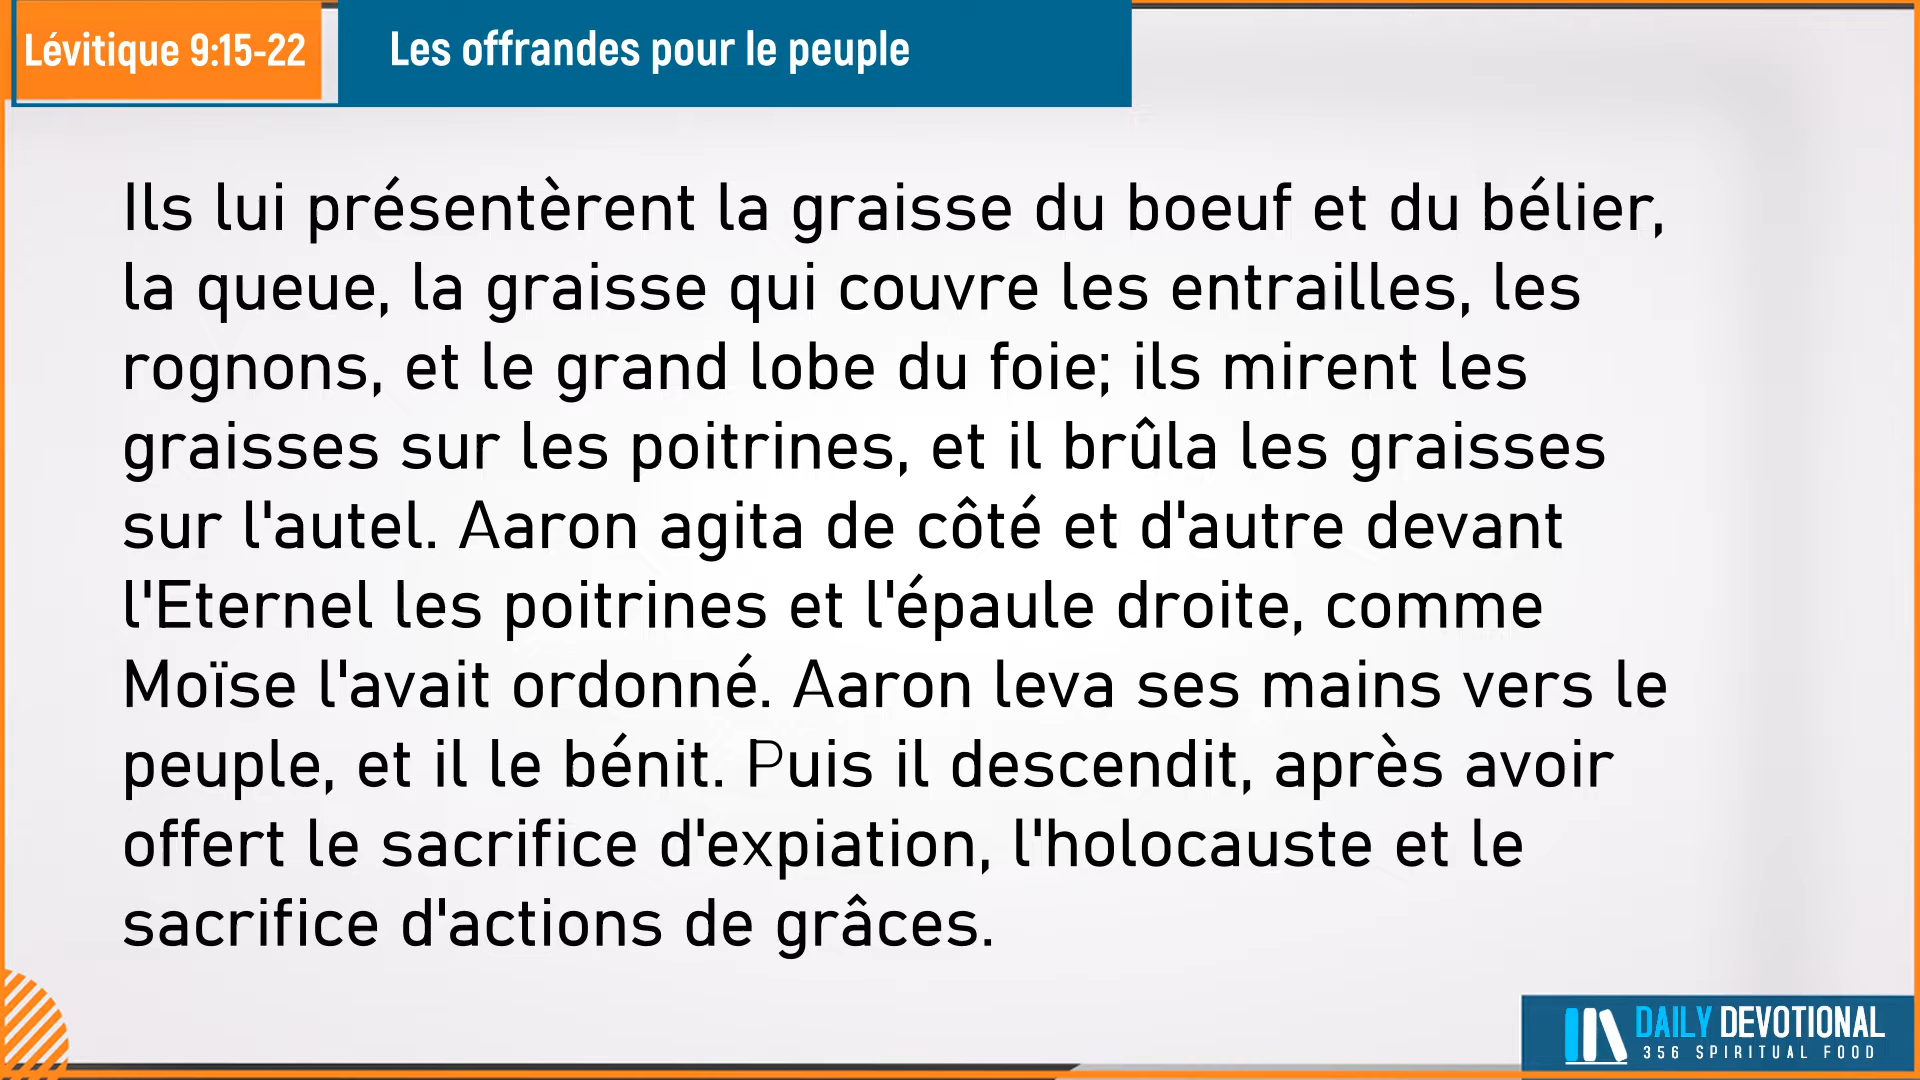 Lévitique 9:15-22
Les offrandes pour le peuple
Ils lui présentèrent la graisse du boeuf et du bélier,
la queue, la graisse qui couvre les entrailles, les
rognons, et le grand lobe du foie; ils mirent les
graisses sur les poitrines, et il brûla les graisses
sur l'autel. Aaron agita de côté et d'autre devant
l'Eternel les poitrines et l'épaule droite, comme
Moïse l'avait ordonné. Aaron leva ses mains vers le
peuple, et il le bénit. Puis il descendit, après avoir
offert le sacrifice d'expiation, l'holocauste et le
sacrifice d'actions de grâces.
DAILY DEVOTIONAL
356 SPIRITUAL FOOD